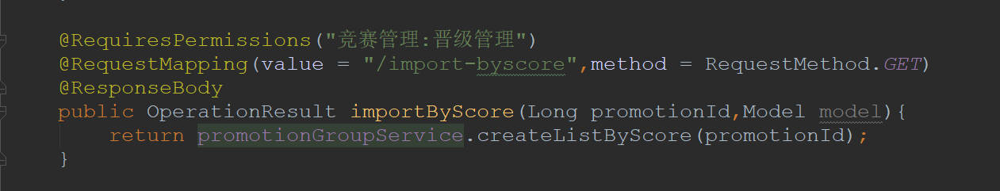 @RequiresPermissions("竞赛管理:晋级管理")
@RequestMapping(value = "/import-byscore",method = RequestMethod.GET)
@ResponseBody
public OperationResult importByScore(Long promotionId,Model model){
    return promotionGroupService.createListByScore(promotionId);
}